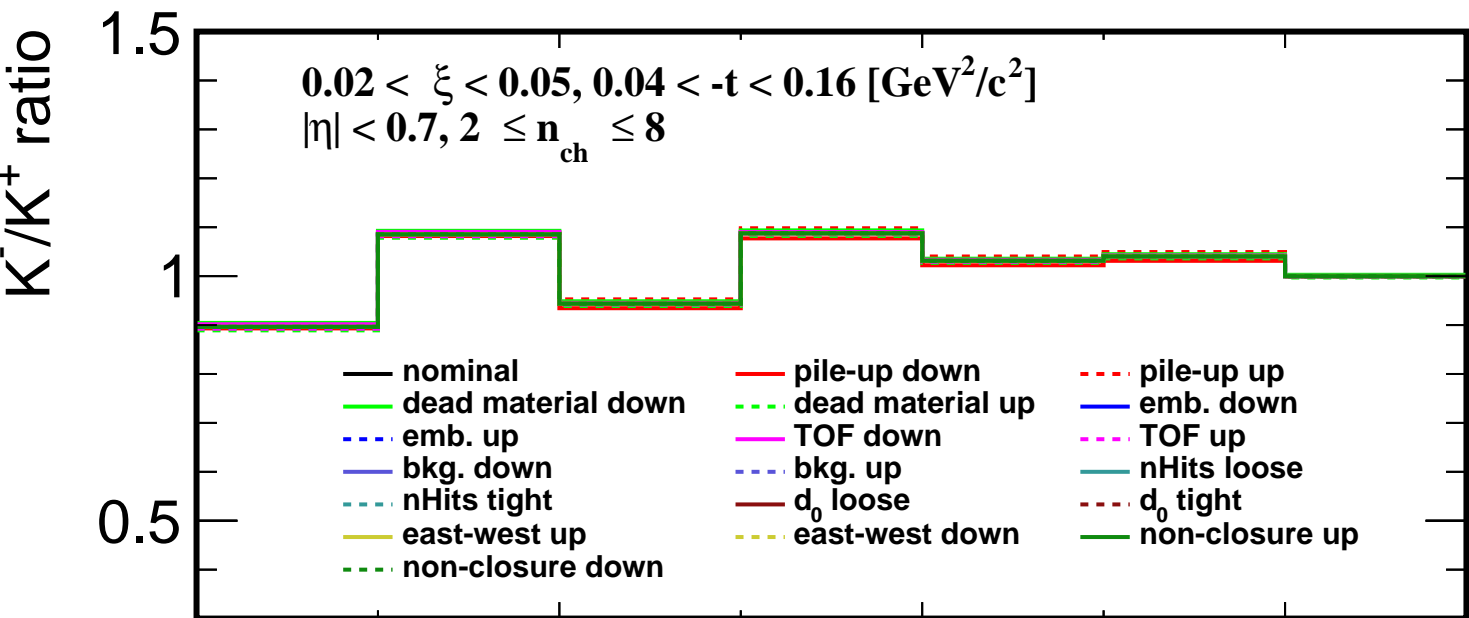 K⁻/K⁺ ratio
1.5
1
0.5
0.02 < ξ < 0.05, 0.04 < -t < 0.16 [GeV²/c²]
|η| < 0.7, 2 ≤ n_ch ≤ 8
nominal pile-up down pile-up up
dead material down dead material up emb. down
emb. up TOF down TOF up
bkg. down bkg. up nHits loose
nHits tight d₀ loose d₀ tight
east-west up east-west down non-closure up
non-closure down